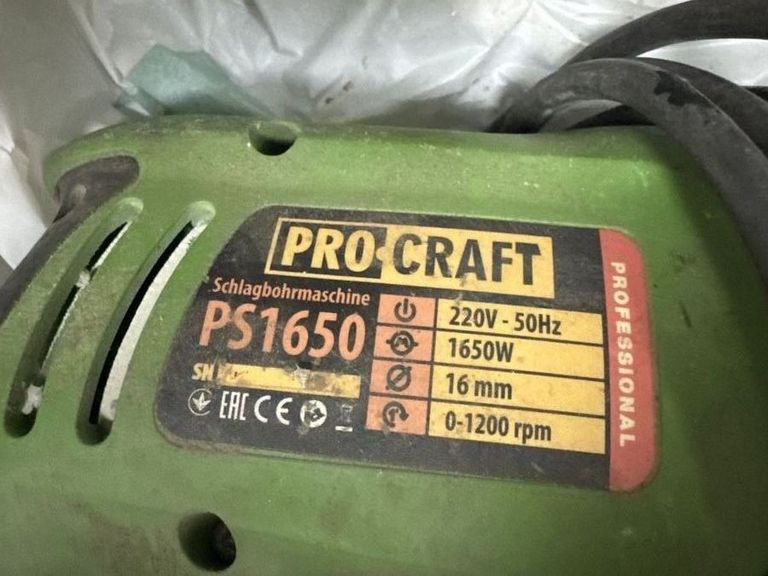 PRO CRAFT
Schlagbohrmaschine
PS1650
SN
EAC CE
220V - 50Hz
1650W
16 mm
0-1200 rpm
PROFESSIONAL